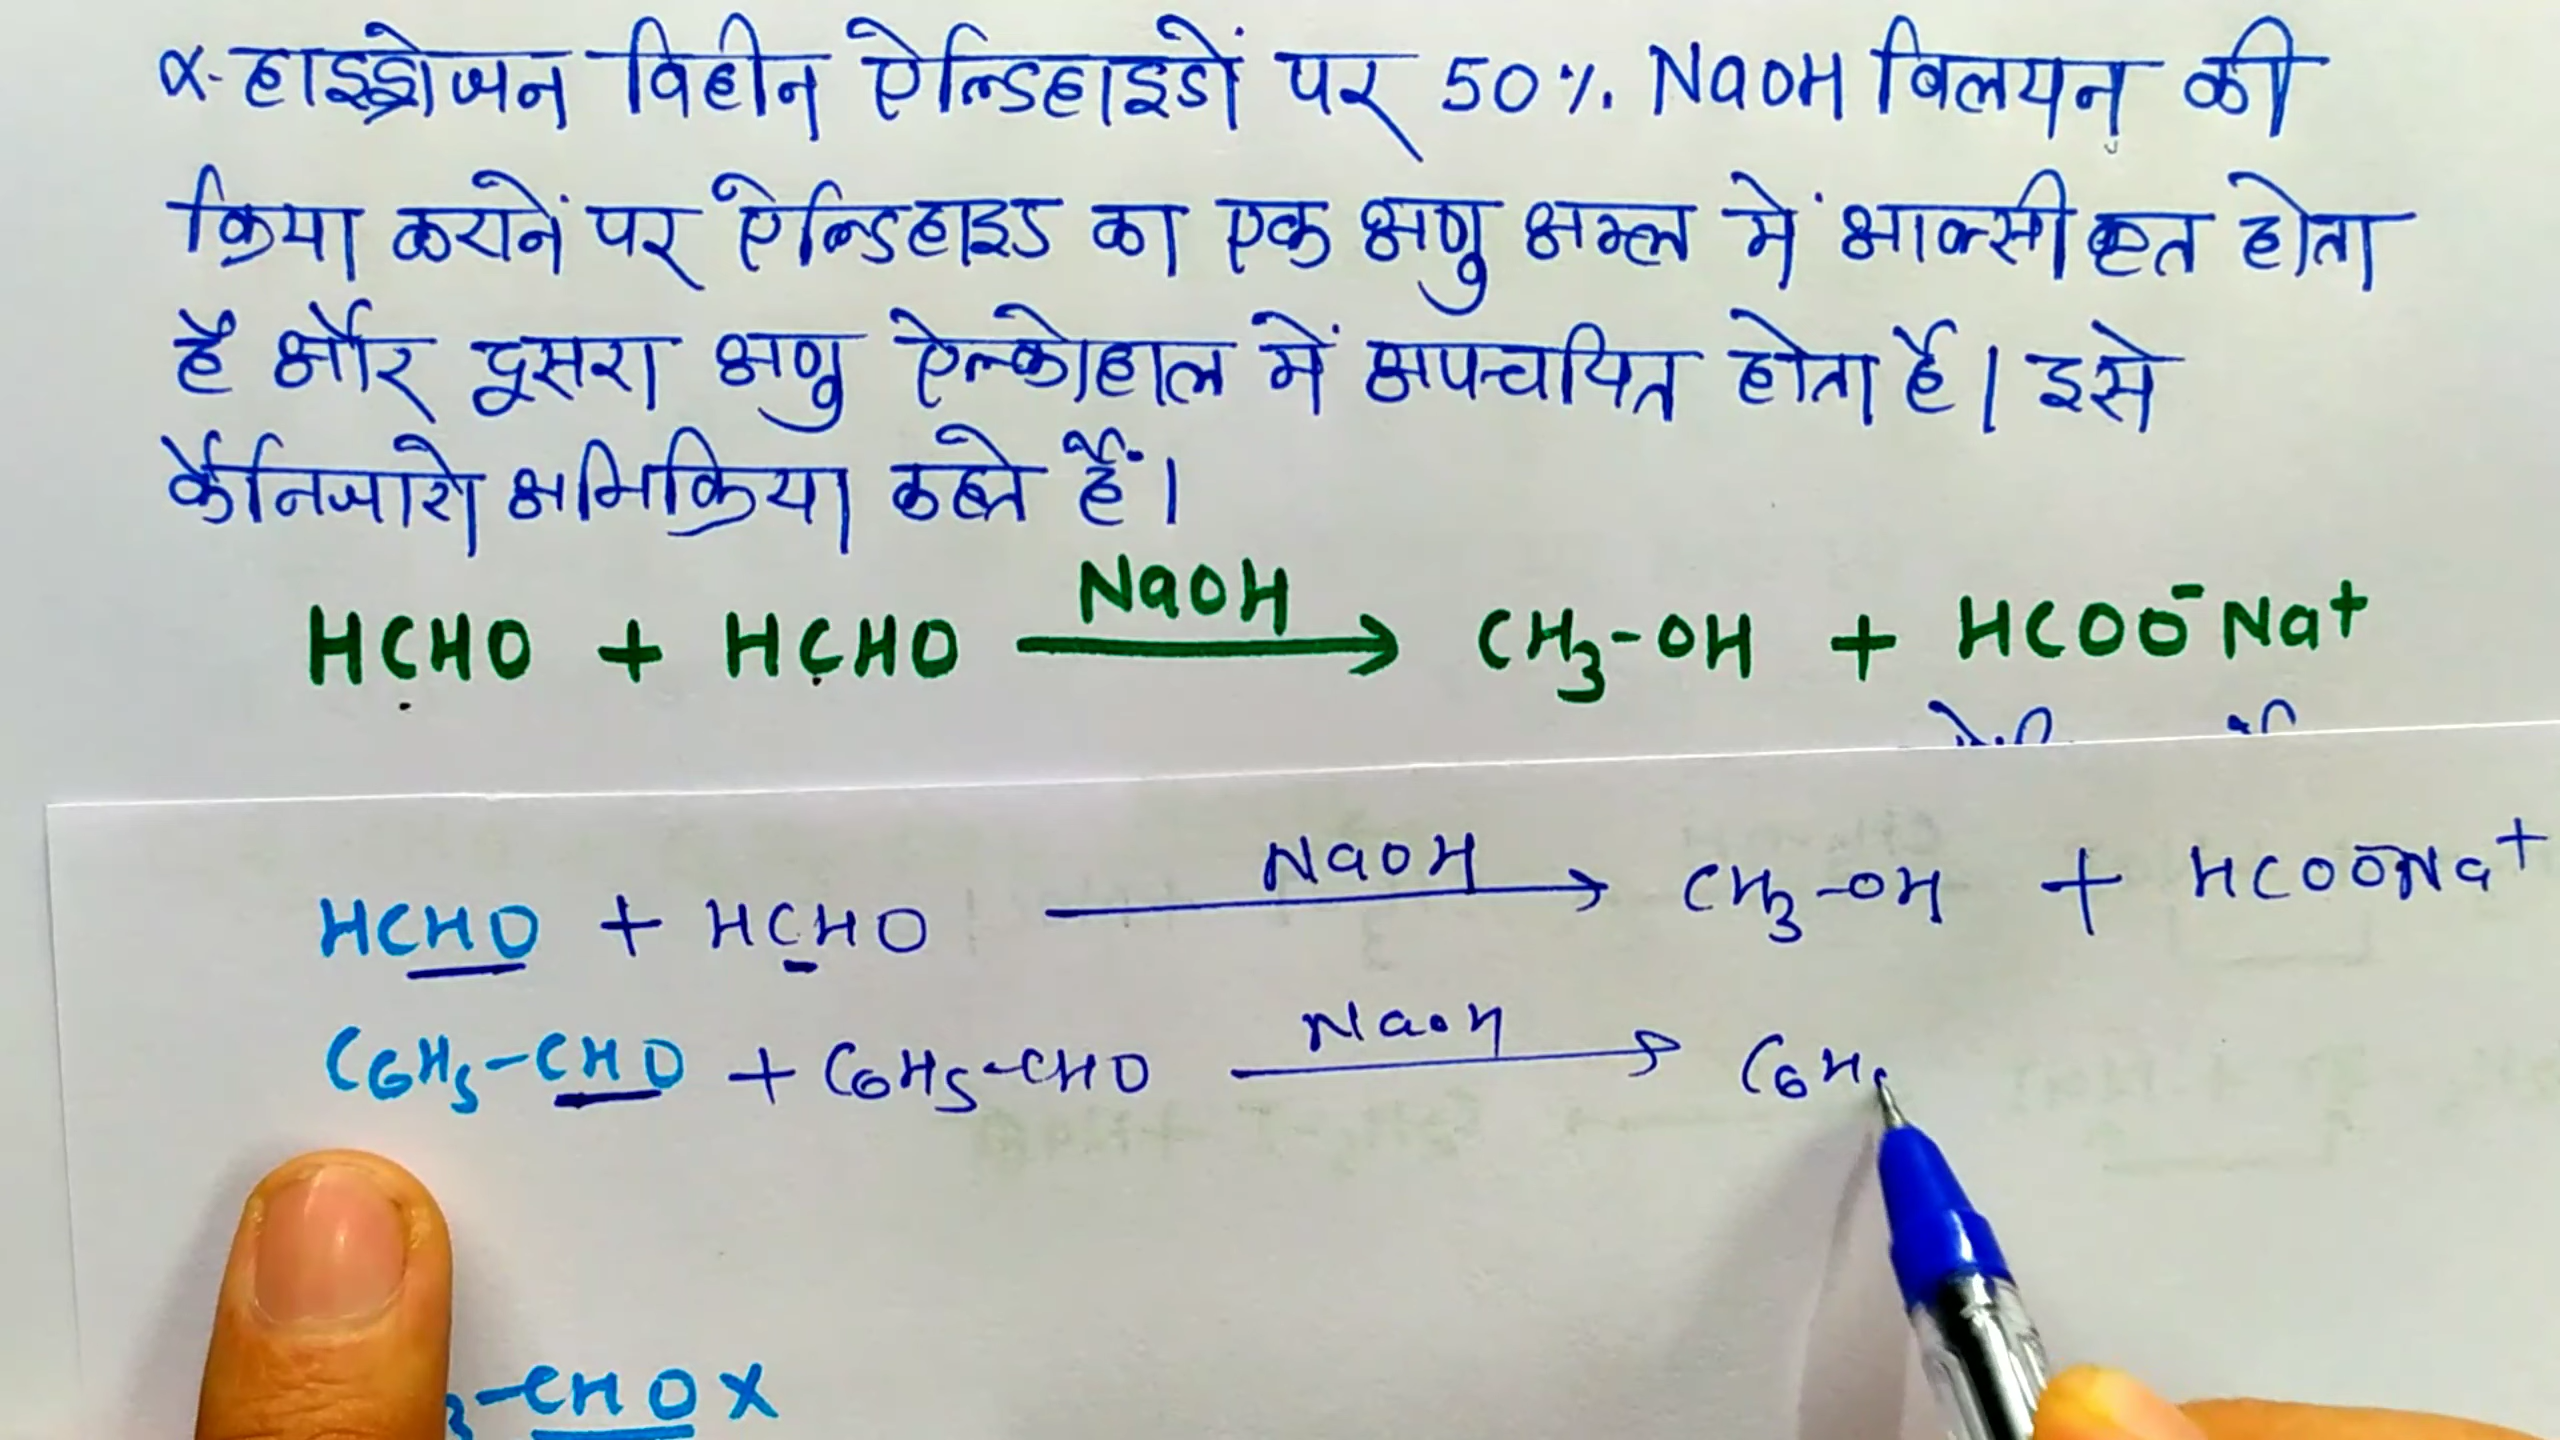 α-हाइड्रोजन विहीन ऐल्डिहाइडों पर 50% NaOH विलयन की
क्रिया कराने पर ऐल्डिहाइड का एक अणु अम्ल में आक्सीकृत होता
है और दूसरा अणु ऐल्कोहाल में अपचयित होता है। इसे
कैनिजारो अभिक्रिया कहते हैं।
HCHO + HCHO NaOH → CH3-OH + HCOO⁻Na+
HCHO + HCHO NaOH → CH3-OH + HCOO⁻Na+
C6H5-CHO + C6H5-CHO NaOH → C6H5
3-CHO X